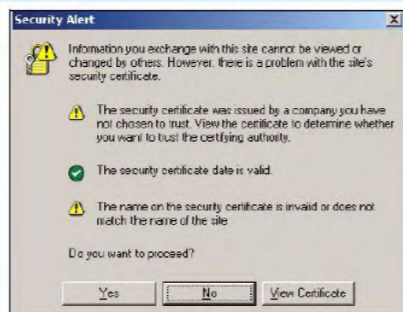 Security Alert
Information you exchange with this site cannot be viewed or
changed by others. However, there is a problem with the site's
security certificate.
The security certificate was issued by a company you have
not chosen to trust. View the certificate to determine whether
you want to trust the certifying authority.
The security certificate date is valid.
The name on the security certificate is invalid or does not
match the name of the site
Do you want to proceed?
Yes
No
View Certificate